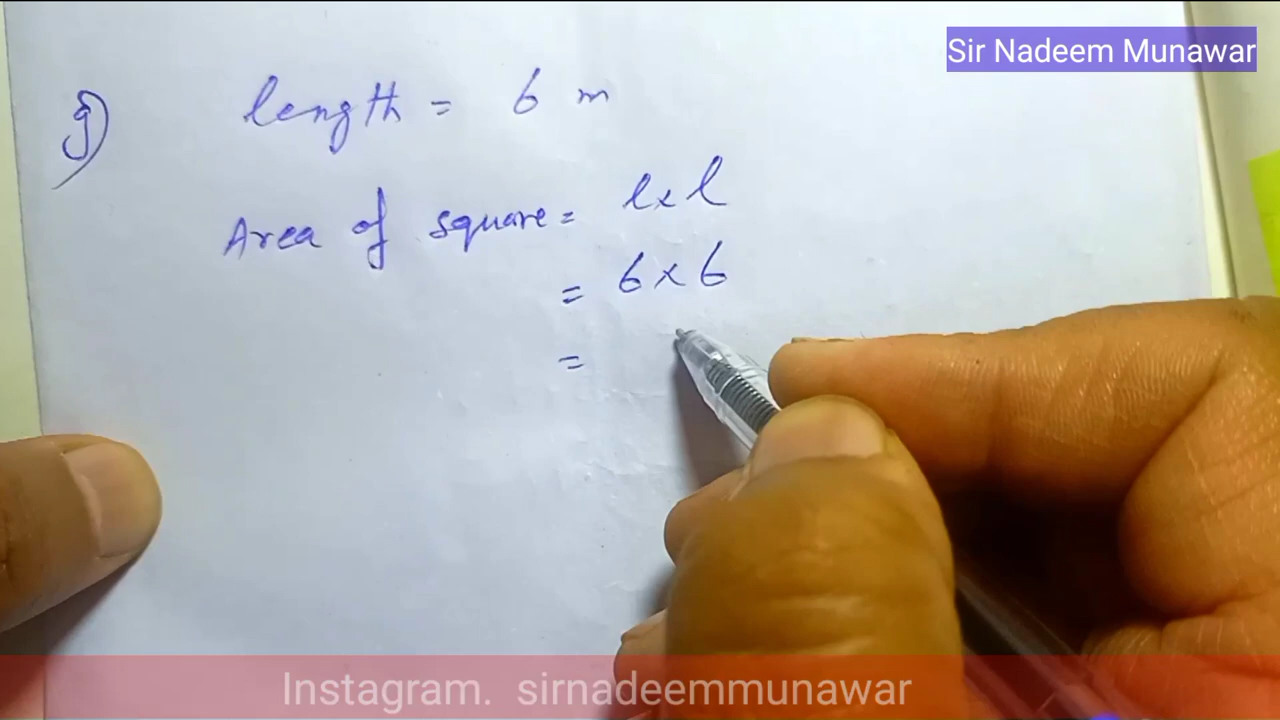 Sir Nadeem Munawar
g) length = 6 m
Area of square = l x l
= 6 x 6
=
Instagram. sirnadeemmunawar